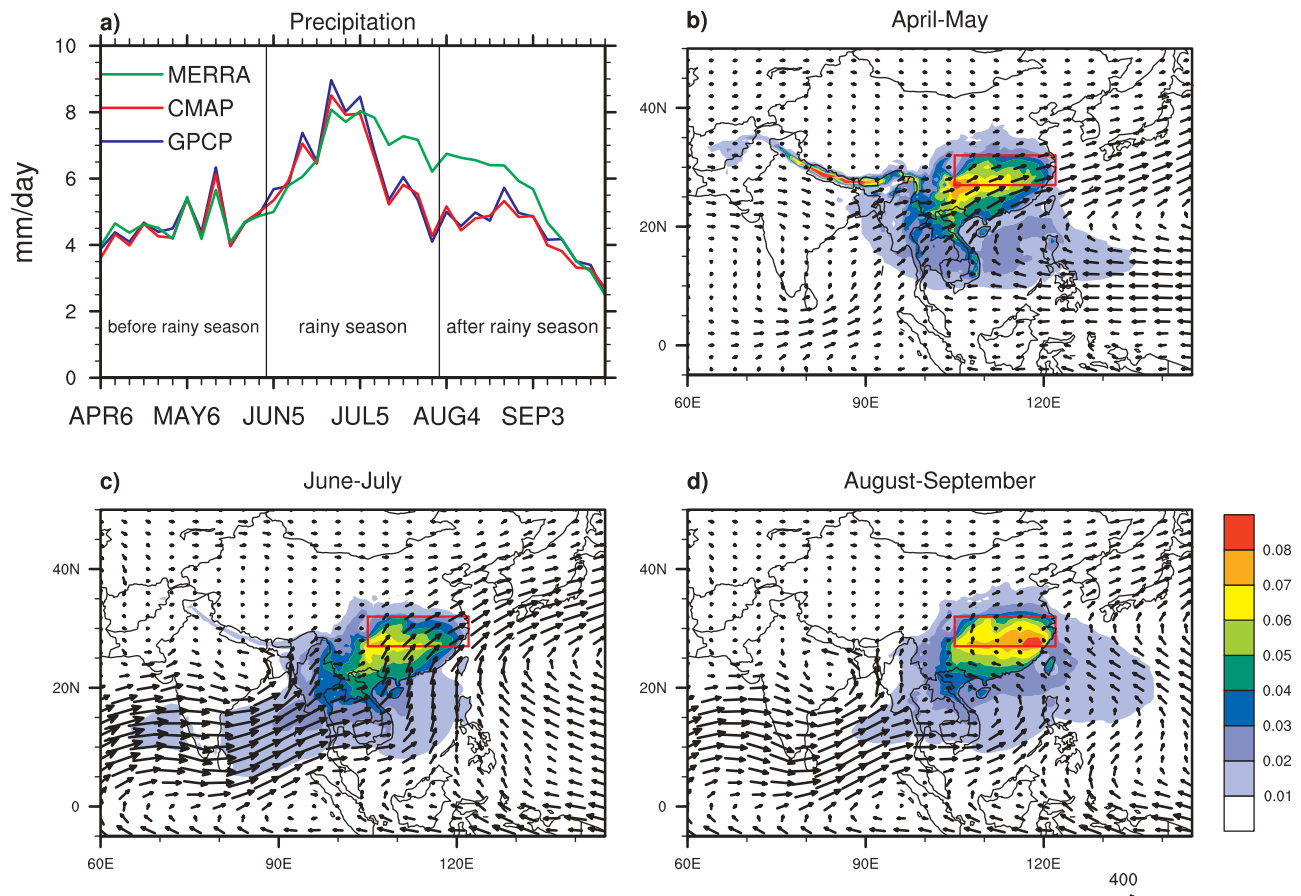 a) Precipitation
10
8
6
4
2
0
mm/day
MERRA
CMAP
GPCP
before rainy season
rainy season
after rainy season
APR6 MAY6 JUN5 JUL5 AUG4 SEP3
b) April-May
40N
20N
0
60E 90E 120E
c) June-July
40N
20N
0
60E 90E 120E
d) August-September
40N
20N
0
60E 90E 120E
0.08
0.07
0.06
0.05
0.04
0.03
0.02
0.01
400